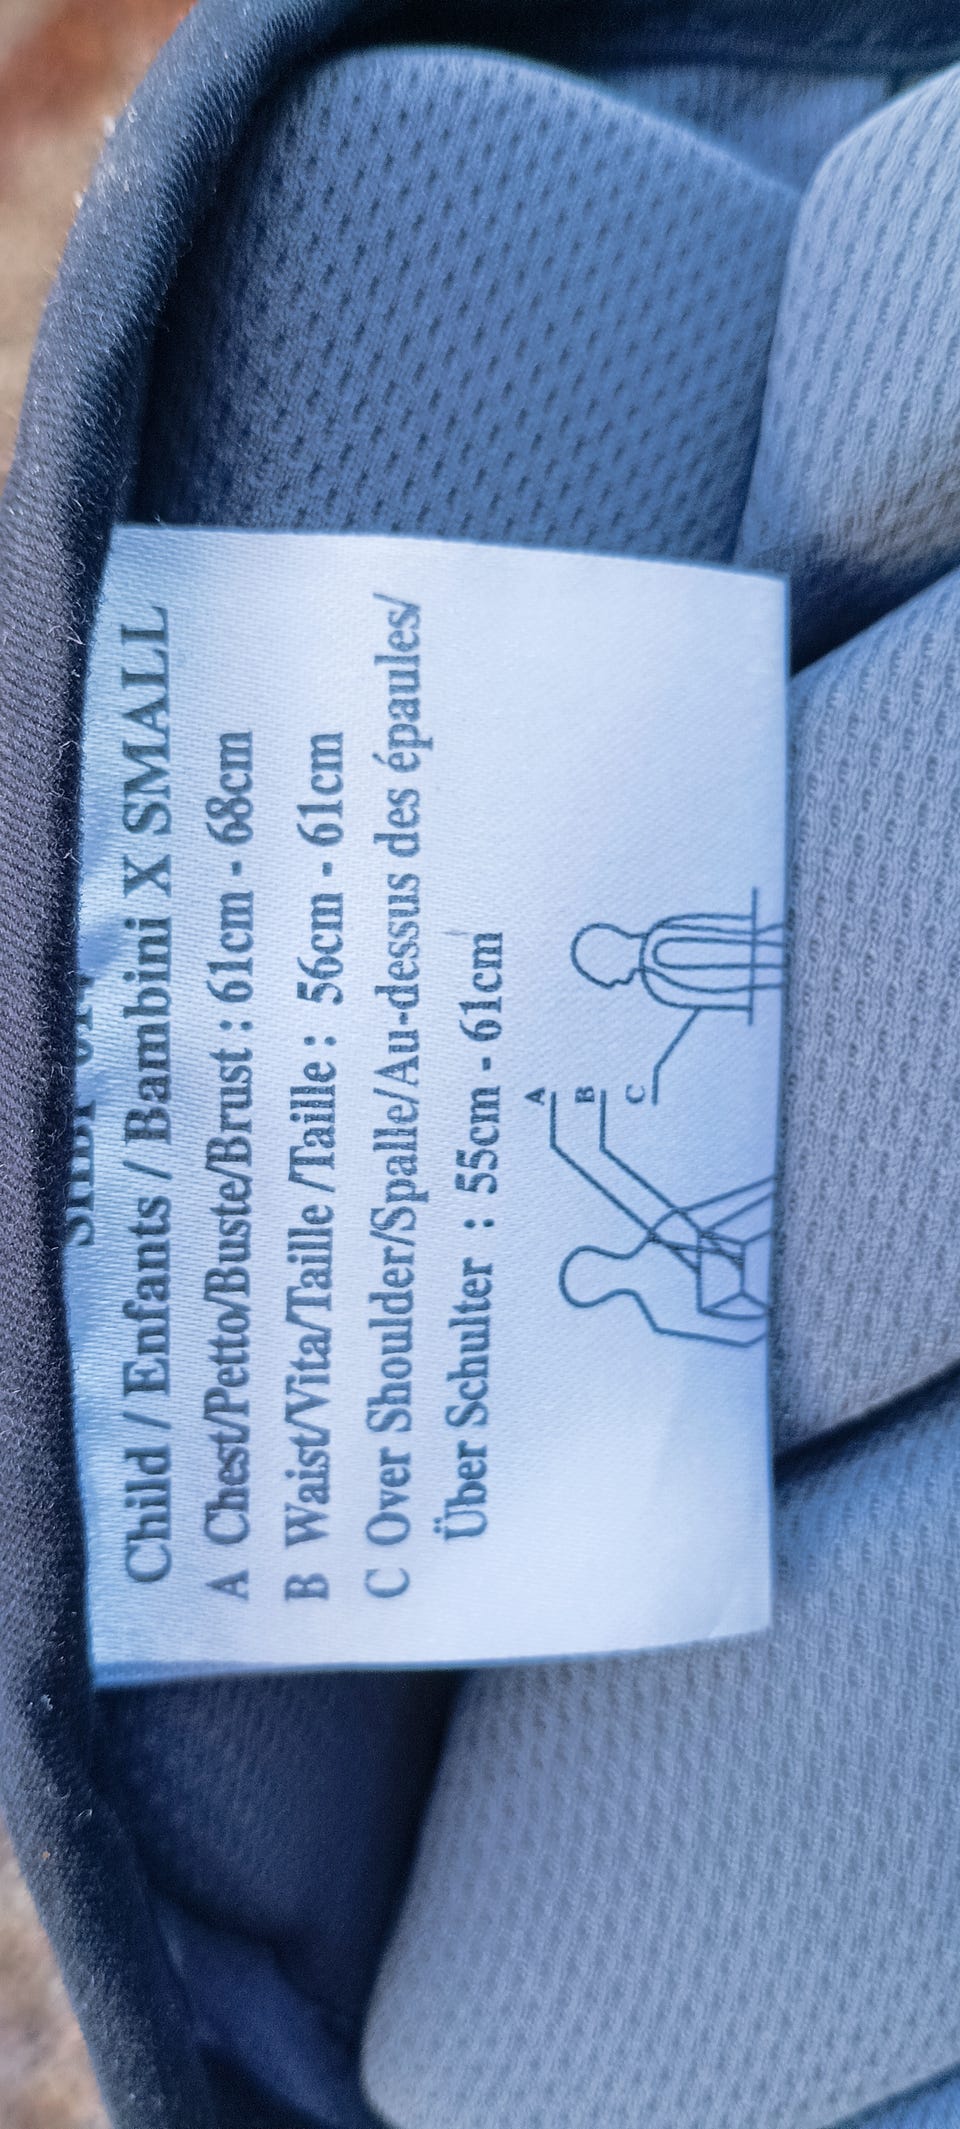 Child / Enfants / Bambini X SMALL
A Chest/Petto/Buste/Brust : 61cm - 68cm
B Waist/Vita/Taille /Taille : 56cm - 61cm
C Over Shoulder/Spalle/Au-dessus des épaules/
Über Schulter : 55cm - 61cm
A
B
C